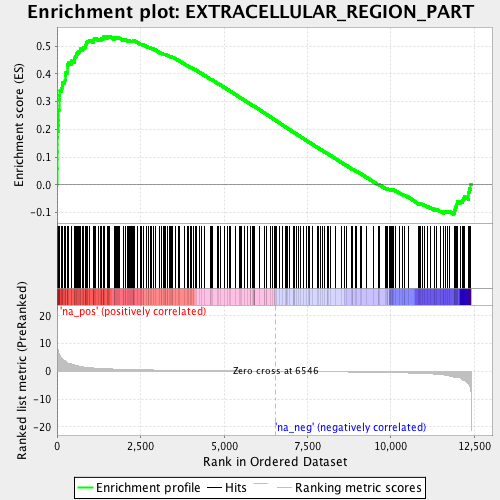 Enrichment plot: EXTRACELLULAR_REGION_PART
Enrichment score (ES)
0.5
0.4
0.3
0.2
0.1
0.0
-0.1
'na_pos' (positively correlated)
Ranked list metric (PreRanked)
20
10
0
-10
-20
Zero cross at 6546
'na_neg' (negatively correlated)
0 2,500 5,000 7,500 10,000 12,500
Rank in Ordered Dataset
Enrichment profile Hits Ranking metric scores